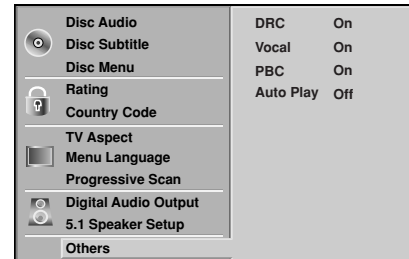 Disc Audio
Disc Subtitle
Disc Menu
Rating
Country Code
TV Aspect
Menu Language
Progressive Scan
Digital Audio Output
5.1 Speaker Setup
Others
DRC On
Vocal On
PBC On
Auto Play Off